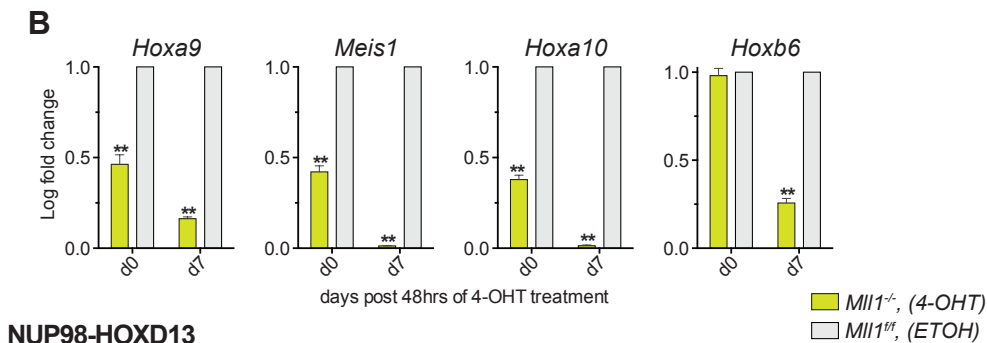 B
Hoxa9 Meis1 Hoxa10 Hoxb6
Log fold change
1.0 1.0 1.0 1.0
0.5 0.5 0.5 0.5
0.0 0.0 0.0 0.0
** ** ** ** ** ** **
d0 d7 d0 d7 d0 d7 d0 d7
days post 48hrs of 4-OHT treatment
Mll1-/-, (4-OHT)
Mll1f/f, (ETOH)
NUP98-HOXD13